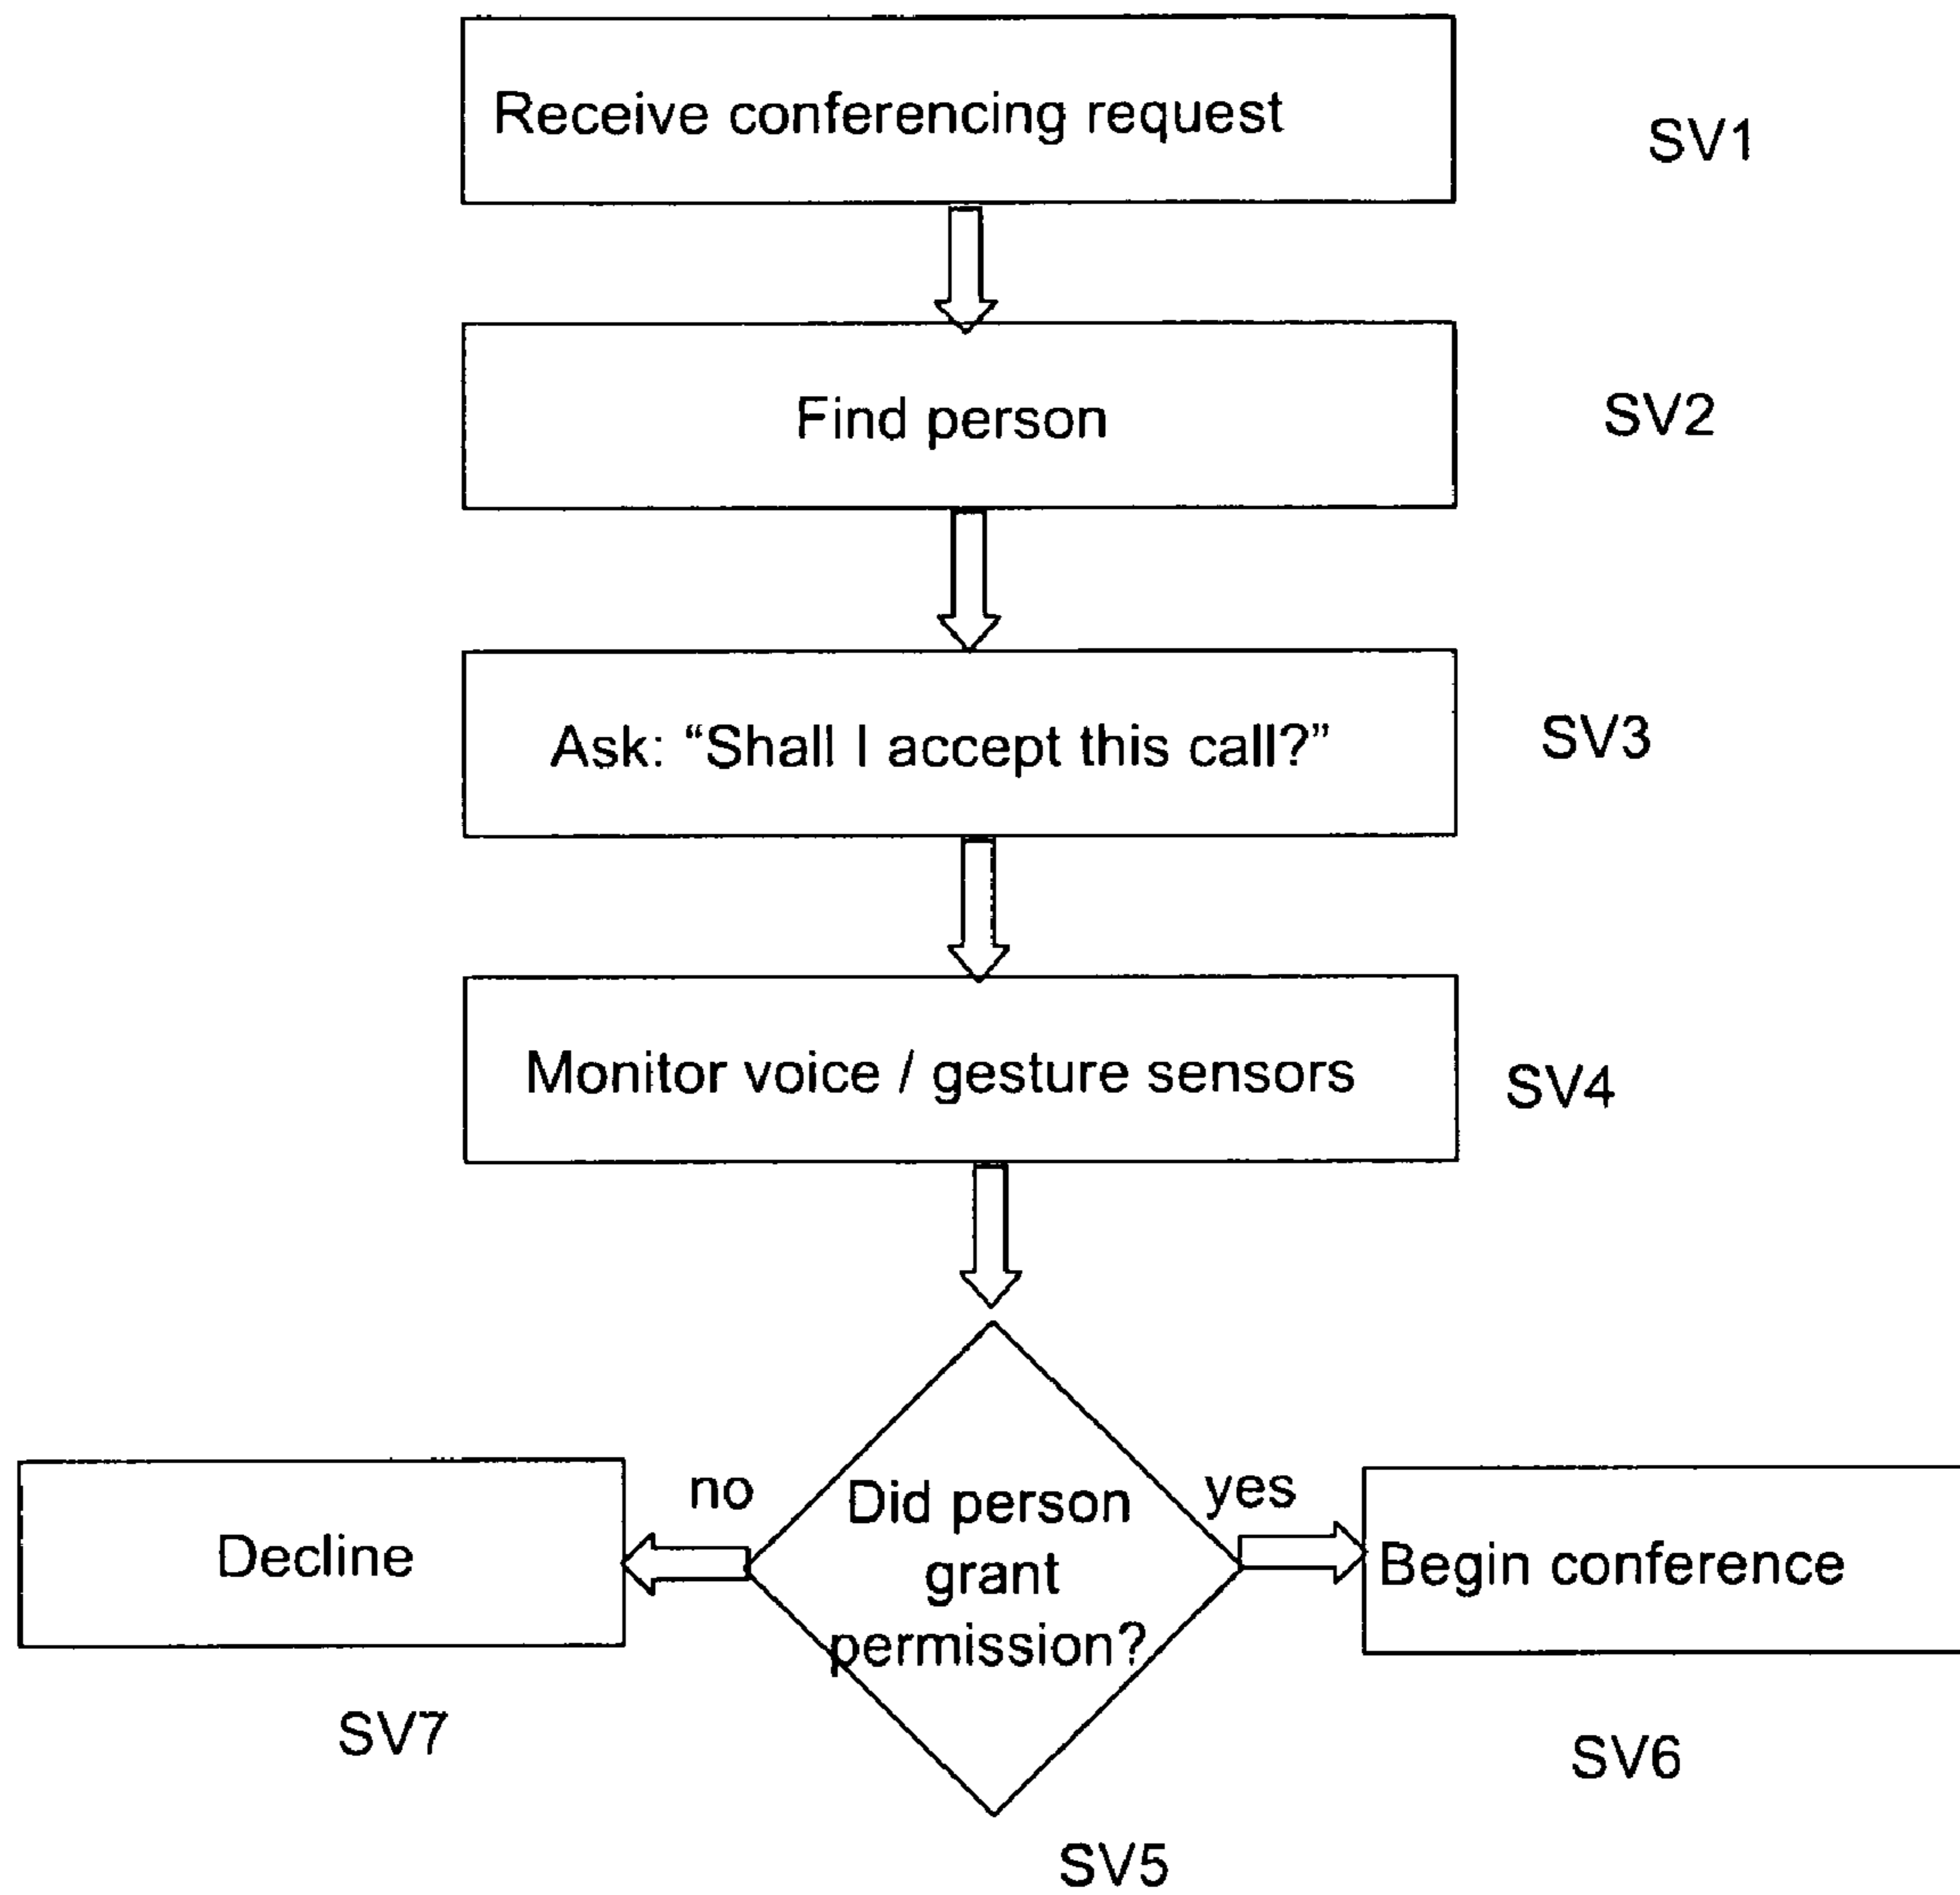 Receive conferencing request
SV1
Find person
SV2
Ask: “Shall I accept this call?”
SV3
Monitor voice / gesture sensors
SV4
no
yes
Did person
grant
permission?
Decline
Begin conference
SV7
SV6
SV5